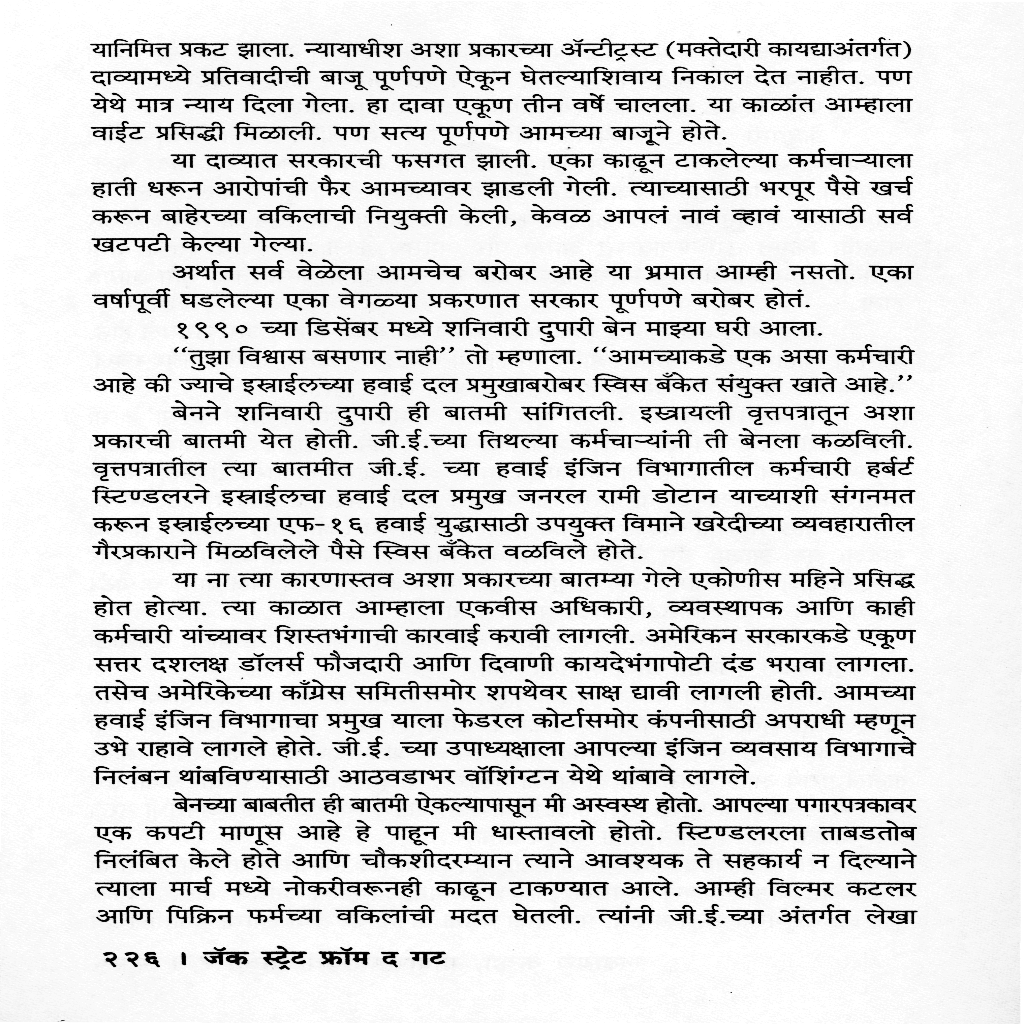 यानिमित्त प्रकट झाला. न्यायाधीश अशा प्रकारच्या ॲन्टीट्रस्ट (मक्तेदारी कायद्याअंतर्गत)
दाव्यामध्ये प्रतिवादीची बाजू पूर्णपणे ऐकून घेतल्याशिवाय निकाल देत नाहीत. पण
येथे मात्र न्याय दिला गेला. हा दावा एकूण तीन वर्षे चालला. या काळांत आम्हाला
वाईट प्रसिद्धी मिळाली. पण सत्य पूर्णपणे आमच्या बाजूने होते.
या दाव्यात सरकारची फसगत झाली. एका काढून टाकलेल्या कर्मचाऱ्याला
हाती धरून आरोपांची फैर आमच्यावर झाडली गेली. त्याच्यासाठी भरपूर पैसे खर्च
करून बाहेरच्या वकिलाची नियुक्ती केली, केवळ आपलं नावं व्हावं यासाठी सर्व
खटपटी केल्या गेल्या.
अर्थात सर्व वेळेला आमचेच बरोबर आहे या भ्रमात आम्ही नसतो. एका
वर्षापूर्वी घडलेल्या एका वेगळ्या प्रकरणात सरकार पूर्णपणे बरोबर होतं.
१९९० च्या डिसेंबर मध्ये शनिवारी दुपारी बेन माझ्या घरी आला.
“तुझा विश्वास बसणार नाही” तो म्हणाला. “आमच्याकडे एक असा कर्मचारी
आहे की ज्याचे इस्राईलच्या हवाई दल प्रमुखाबरोबर स्विस बँकेत संयुक्त खाते आहे.”
बेनने शनिवारी दुपारी ही बातमी सांगितली. इस्त्रायली वृत्तपत्रातून अशा
प्रकारची बातमी येत होती. जी.ई.च्या तिथल्या कर्मचाऱ्यांनी ती बेनला कळविली.
वृत्तपत्रातील त्या बातमीत जी.ई. च्या हवाई इंजिन विभागातील कर्मचारी हर्बर्ट
स्टिण्डलरने इस्राईलचा हवाई दल प्रमुख जनरल रामी डोटान याच्याशी संगनमत
करून इस्राईलच्या एफ-१६ हवाई युद्धासाठी उपयुक्त विमाने खरेदीच्या व्यवहारातील
गैरप्रकाराने मिळविलेले पैसे स्विस बँकेत वळविले होते.
या ना त्या कारणास्तव अशा प्रकारच्या बातम्या गेले एकोणीस महिने प्रसिद्ध
होत होत्या. त्या काळात आम्हाला एकवीस अधिकारी, व्यवस्थापक आणि काही
कर्मचारी यांच्यावर शिस्तभंगाची कारवाई करावी लागली. अमेरिकन सरकारकडे एकूण
सत्तर दशलक्ष डॉलर्स फौजदारी आणि दिवाणी कायदेभंगापोटी दंड भरावा लागला.
तसेच अमेरिकेच्या काँग्रेस समितीसमोर शपथेवर साक्ष द्यावी लागली होती. आमच्या
हवाई इंजिन विभागाचा प्रमुख याला फेडरल कोर्टासमोर कंपनीसाठी अपराधी म्हणून
उभे राहावे लागले होते. जी.ई. च्या उपाध्यक्षाला आपल्या इंजिन व्यवसाय विभागाचे
निलंबन थांबविण्यासाठी आठवडाभर वॉशिंग्टन येथे थांबावे लागले.
बेनच्या बाबतीत ही बातमी ऐकल्यापासून मी अस्वस्थ होतो. आपल्या पगारपत्रकावर
एक कपटी माणूस आहे हे पाहून मी धास्तावलो होतो. स्टिण्डलरला ताबडतोब
निलंबित केले होते आणि चौकशीदरम्यान त्याने आवश्यक ते सहकार्य न दिल्याने
त्याला मार्च मध्ये नोकरीवरूनही काढून टाकण्यात आले. आम्ही विल्मर कटलर
आणि पिक्रिन फर्मच्या वकिलांची मदत घेतली. त्यांनी जी.ई.च्या अंतर्गत लेखा
२२६ । जॅक स्ट्रेट फ्रॉम द गट